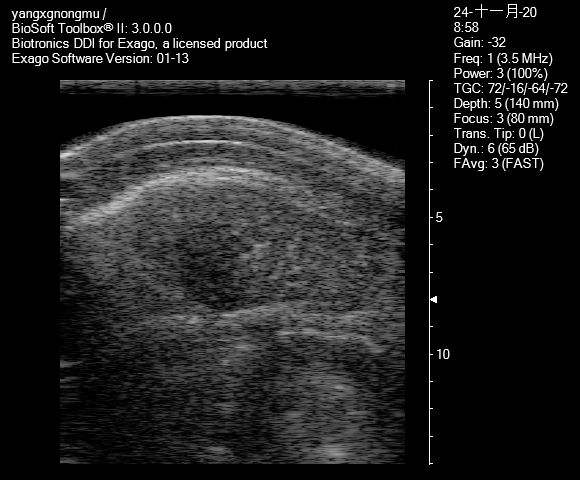 yangxgnongmu /
BioSoft Toolbox® II: 3.0.0.0
Biotronics DDI for Exago, a licensed product
Exago Software Version: 01-13
24-十一月-20
8:58
Gain: -32
Freq: 1 (3.5 MHz)
Power: 3 (100%)
TGC: 72/-16/-64/-72
Depth: 5 (140 mm)
Focus: 3 (80 mm)
Trans. Tip: 0 (L)
Dyn.: 6 (65 dB)
FAvg: 3 (FAST)
5
10